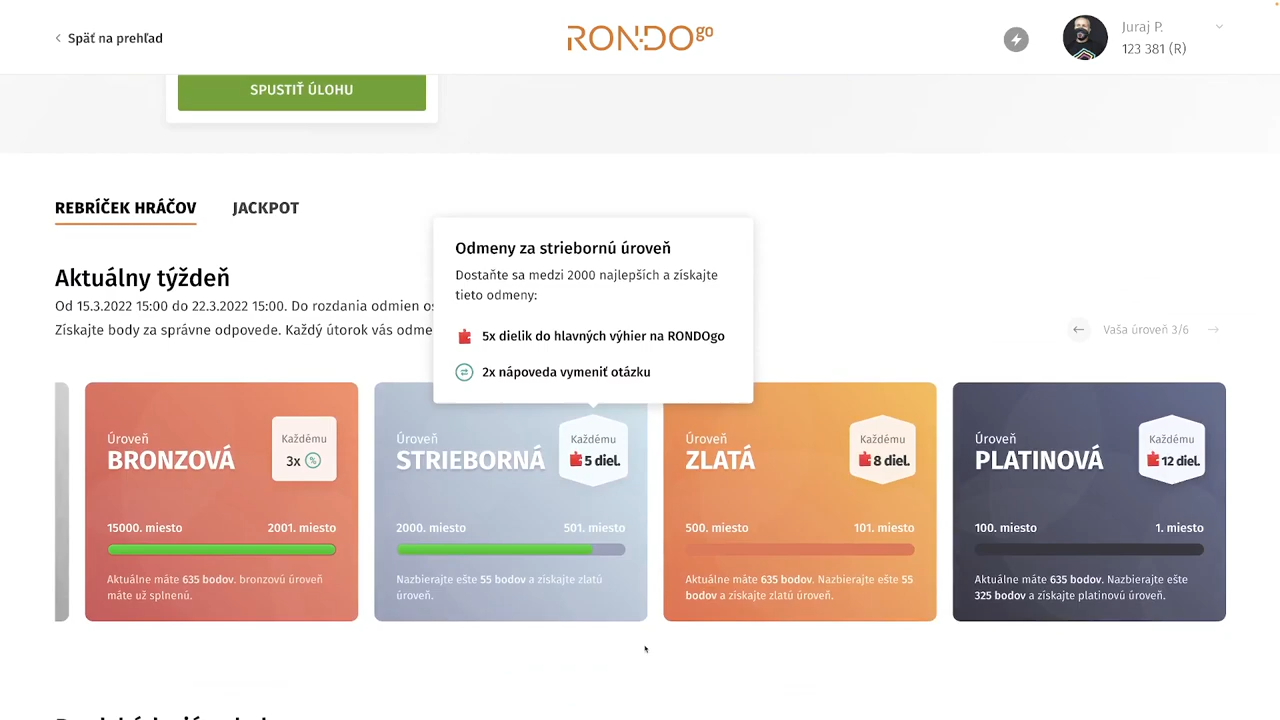 Späť na prehľad
RONDOgo
Juraj P.
123 381 (R)
SPUSTIŤ ÚLOHU
REBRÍČEK HRÁČOV
JACKPOT
Odmeny za striebornú úroveň
Dostaňte sa medzi 2000 najlepších a získajte
tieto odmeny:
5x dielik do hlavných výhier na RONDOgo
2x nápoveda vymeniť otázku
Aktuálny týždeň
Od 15.3.2022 15:00 do 22.3.2022 15:00. Do rozdania odmien
Získajte body za správne odpovede. Každý útorok vás
Vaša úroveň 3/6
Úroveň
BRONZOVÁ
Každému
3x
15000. miesto
2001. miesto
Aktuálne máte 635 bodov. bronzovú úroveň
máte už splnenú.
Úroveň
STRIEBORNÁ
Každému
5 diel.
2000. miesto
501. miesto
Nazbierajte ešte 55 bodov a získajte zlatú
úroveň.
Úroveň
ZLATÁ
Každému
8 diel.
500. miesto
101. miesto
Aktuálne máte 635 bodov. Nazbierajte ešte 55
bodov a získajte zlatú úroveň.
Úroveň
PLATINOVÁ
Každému
12 diel.
100. miesto
1. miesto
Aktuálne máte 635 bodov. Nazbierajte ešte
325 bodov a získajte platinovú úroveň.